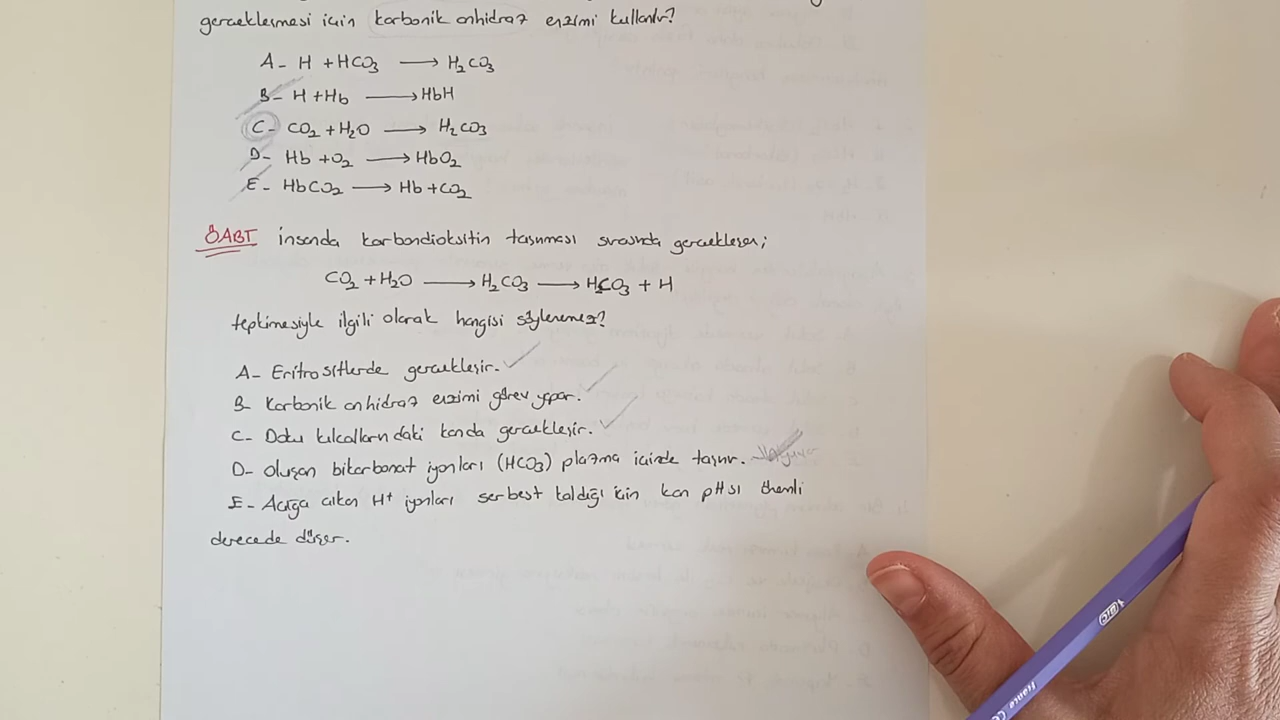 gerçekleşmesi için karbonik anhidraz enzimi kullanılır?
A- H + HCO3 → H2CO3
B- H + Hb → HbH
C- CO2 + H2O → H2CO3
D- Hb + O2 → HbO2
E- HbCO2 → Hb + CO2
ÖABT insanda karbondioksitin taşınması sırasında gerçekleşen;
CO2 + H2O → H2CO3 → HCO3 + H
tepkimesiyle ilgili olarak hangisi söylenemez?
A- Eritrositlerde gerçekleşir.
B- Karbonik anhidraz enzimi görev yapar.
C- Doku kılcallarındaki kanda gerçekleşir.
D- oluşan bikarbonat iyonları (HCO3) plazma içinde taşınır.
E- Açığa çıkan H+ iyonları serbest kaldığı için kan pH'sı önemli
derecede düşer.
BIC
France